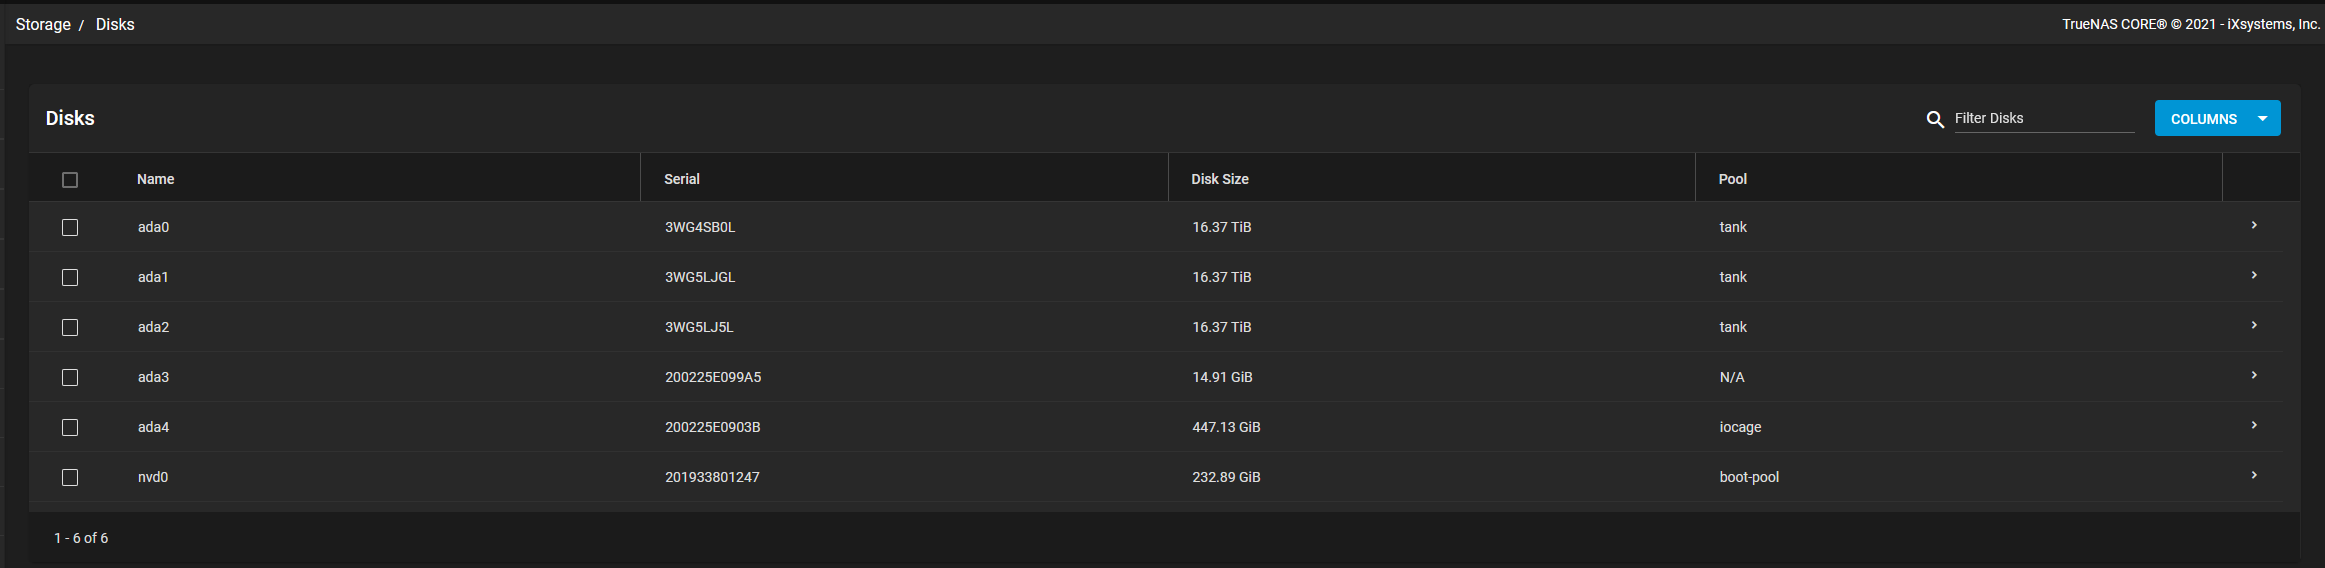 Storage / Disks
TrueNAS CORE® © 2021 - iXsystems, Inc.
Disks
Filter Disks
COLUMNS
Name Serial Disk Size Pool
ada0 3WG4SB0L 16.37 TiB tank
ada1 3WG5LJGL 16.37 TiB tank
ada2 3WG5LJ5L 16.37 TiB tank
ada3 200225E099A5 14.91 GiB N/A
ada4 200225E0903B 447.13 GiB iocage
nvd0 201933801247 232.89 GiB boot-pool
1 - 6 of 6